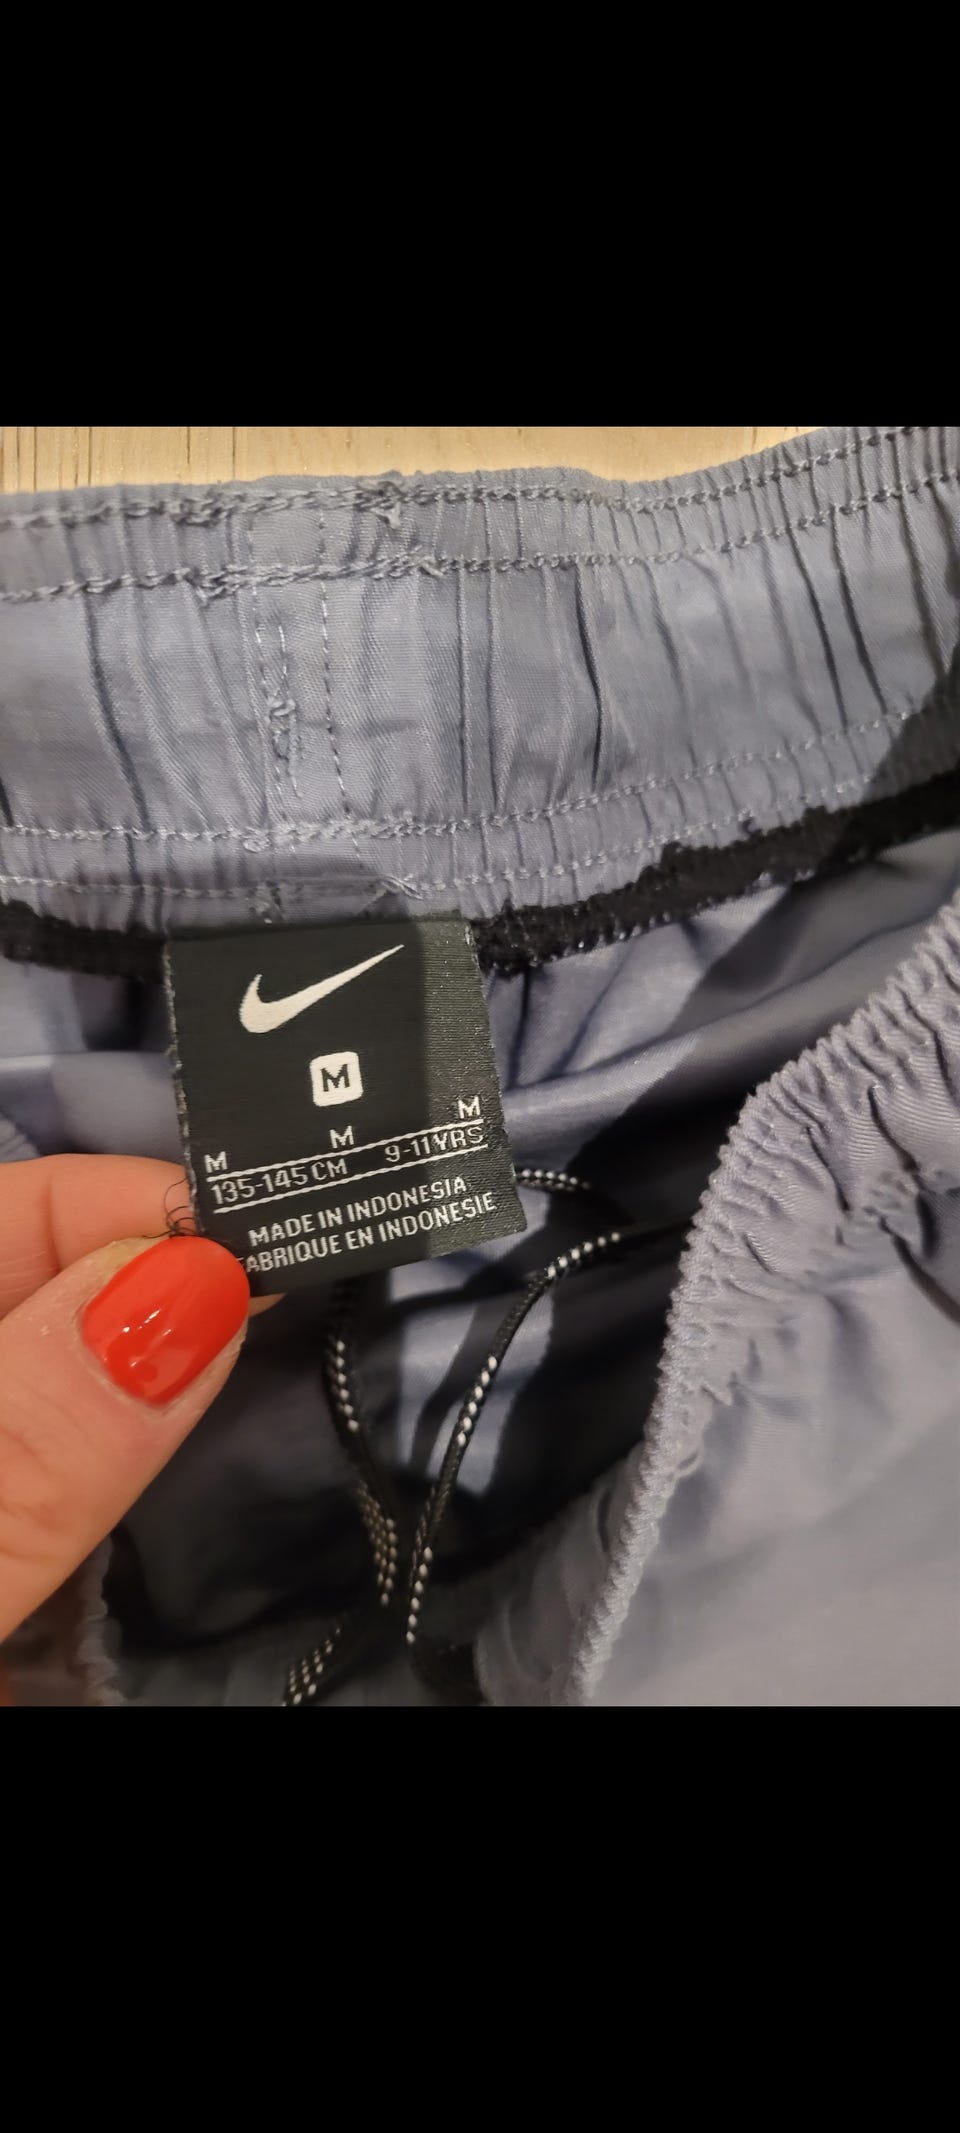 M
M M M
135-145 CM 9-11 YRS
MADE IN INDONESIA
FABRIQUE EN INDONESIE